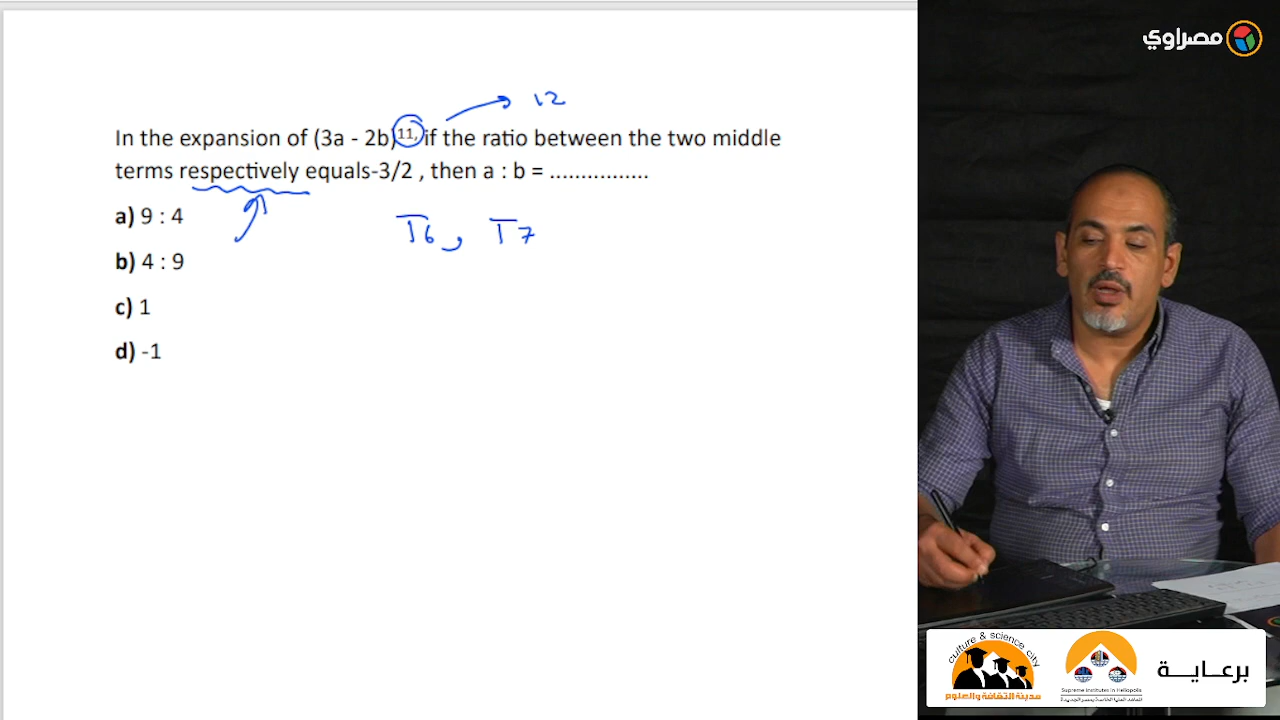 مصراوي
12
In the expansion of (3a - 2b) 11, if the ratio between the two middle
terms respectively equals-3/2 , then a : b = ................
a) 9 : 4
T6 , T7
b) 4 : 9
c) 1
d) -1
culture & science city
مدينة الثقافة والعلوم
Supreme Institutes in Heliopolis
برعايـــة